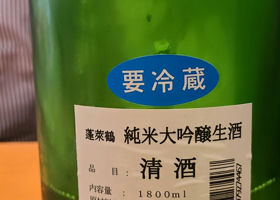 要冷蔵
蓬莱鶴 純米大吟醸生酒
品目: 清酒
内容量: 1800ml